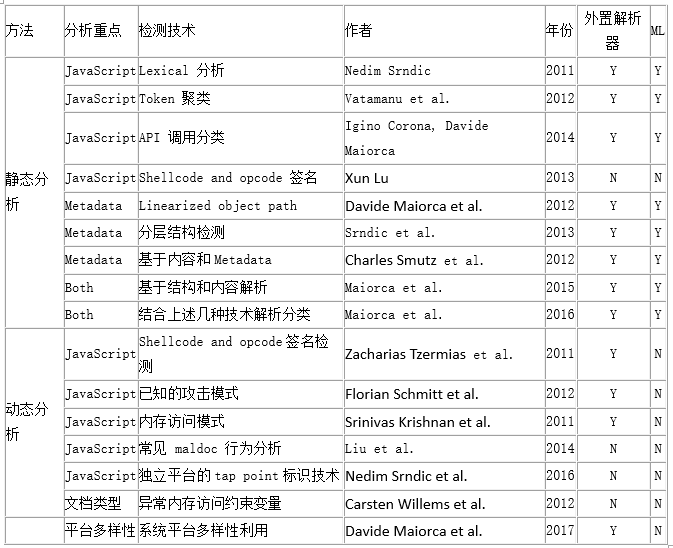 方法 分析重点 检测技术 作者 年份 外置解析器 ML
静态分析
JavaScript Lexical 分析 Nedim Srndic 2011 Y Y
JavaScript Token 聚类 Vatamanu et al. 2012 Y Y
JavaScript API 调用分类 Igino Corona, Davide Maiorca 2014 Y Y
JavaScript Shellcode and opcode 签名 Xun Lu 2013 N N
Metadata Linearized object path Davide Maiorca et al. 2012 Y Y
Metadata 分层结构检测 Srndic et al. 2013 Y Y
Metadata 基于内容和Metadata Charles Smutz et al. 2012 Y Y
Both 基于结构和内容解析 Maiorca et al. 2015 Y Y
Both 结合上述几种技术解析分类 Maiorca et al. 2016 Y Y
动态分析
JavaScript Shellcode and opcode签名检测 Zacharias Tzermias et al. 2011 Y N
JavaScript 已知的攻击模式 Florian Schmitt et al. 2012 Y N
JavaScript 内存访问模式 Srinivas Krishnan et al. 2011 Y N
JavaScript 常见 maldoc 行为分析 Liu et al. 2014 N N
JavaScript 独立平台的tap point标识技术 Nedim Srndic et al. 2016 N N
文档类型 异常内存访问约束变量 Carsten Willems et al. 2012 N N
平台多样性 系统平台多样性利用 Davide Maiorca et al. 2017 Y N